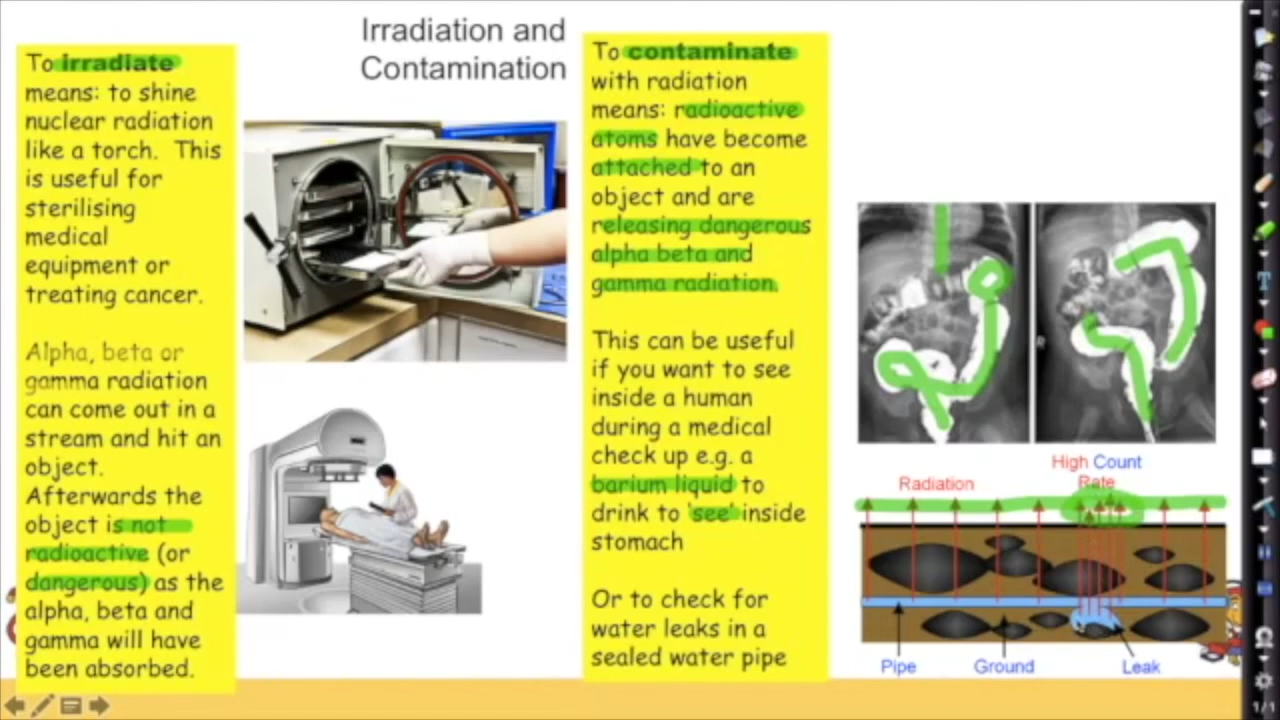 Irradiation and
Contamination
To irradiate
means: to shine
nuclear radiation
like a torch. This
is useful for
sterilising
medical
equipment or
treating cancer.
Alpha, beta or
gamma radiation
can come out in a
stream and hit an
object.
Afterwards the
object is not
radioactive (or
dangerous) as the
alpha, beta and
gamma will have
been absorbed.
To contaminate
with radiation
means: radioactive
atoms have become
attached to an
object and are
releasing dangerous
alpha beta and
gamma radiation.
This can be useful
if you want to see
inside a human
during a medical
check up e.g. a
barium liquid to
drink to 'see' inside
stomach
Or to check for
water leaks in a
sealed water pipe
High Count
Rate
Radiation
Pipe
Ground
Leak
1/1